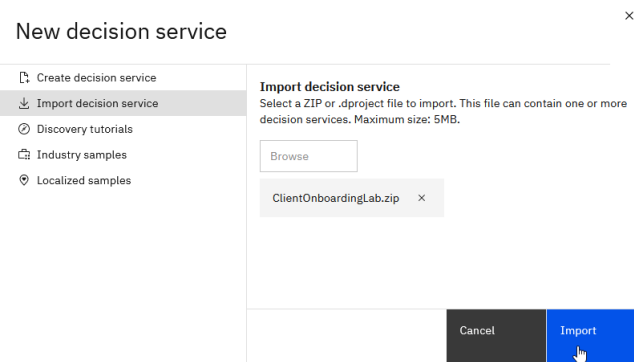 New decision service
Create decision service
Import decision service
Discovery tutorials
Industry samples
Localized samples
Import decision service
Select a ZIP or .dproject file to import. This file can contain one or more
decision services. Maximum size: 5MB.
Browse
ClientOnboardingLab.zip
Cancel
Import